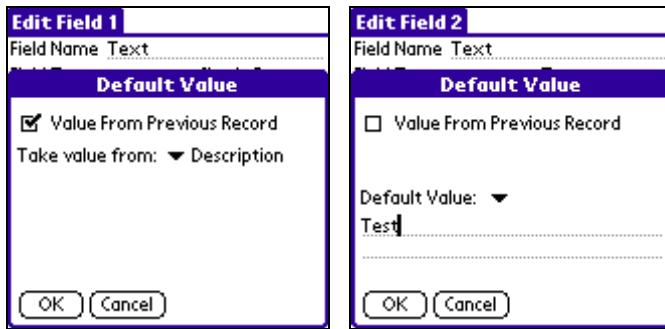 Edit Field 1
Field Name Text
Default Value
Value From Previous Record
Take value from: Description
OK Cancel
Edit Field 2
Field Name Text
Default Value
Value From Previous Record
Default Value:
Test
OK Cancel